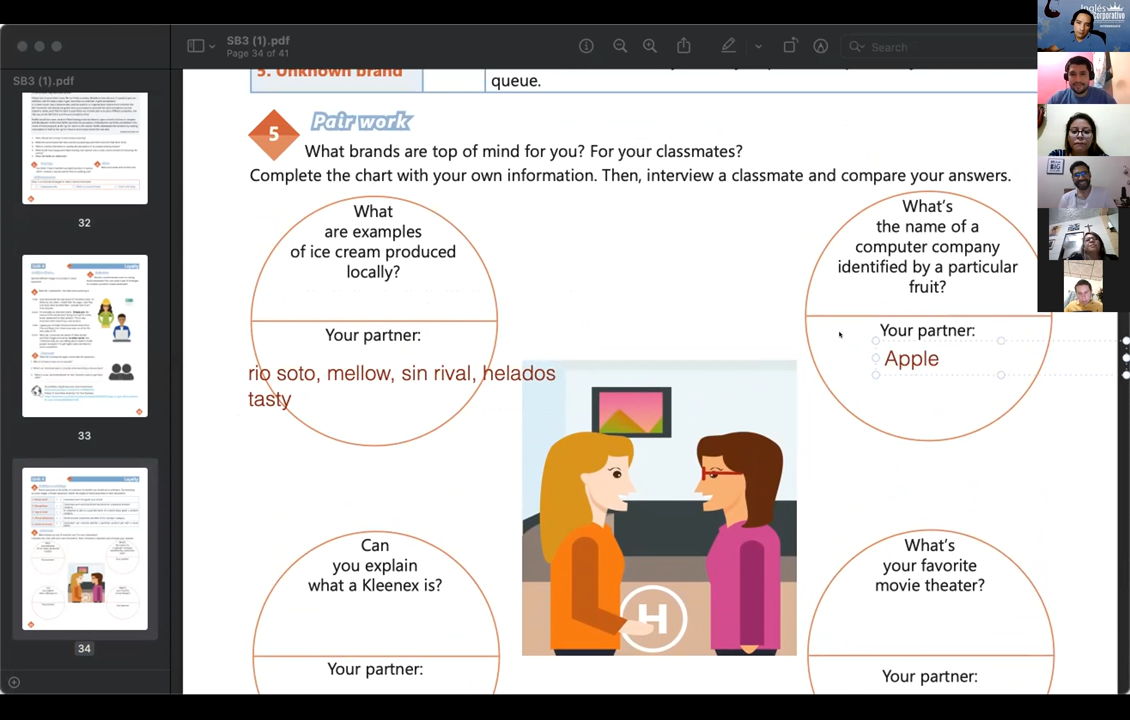 Inglés
Corporativo
SB3 (1).pdf
Page 34 of 41
Search
SB3 (1).pdf
32
33
34
5. Unknown brand
queue.
5
Pair work
What brands are top of mind for you? For your classmates?
Complete the chart with your own information. Then, interview a classmate and compare your answers.
What
are examples
of ice cream produced
locally?
Your partner:
rio soto, mellow, sin rival, helados
tasty
What's
the name of a
computer company
identified by a particular
fruit?
Your partner:
Apple
Can
you explain
what a Kleenex is?
Your partner:
H
What's
your favorite
movie theater?
Your partner: